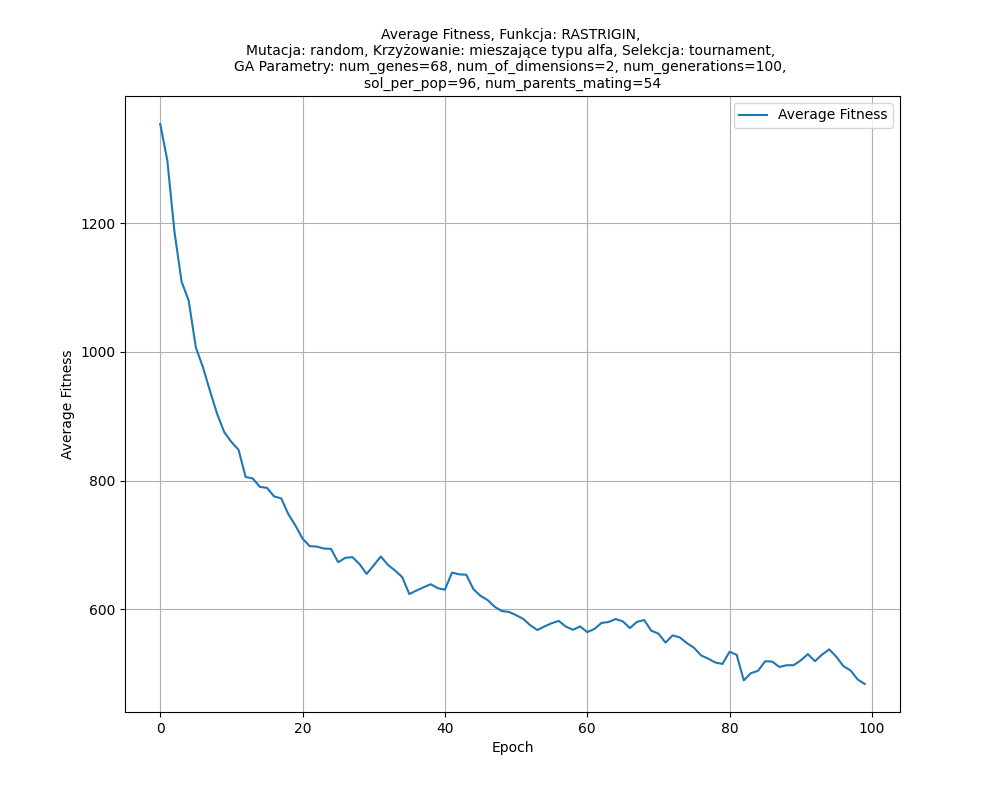 Average Fitness, Funkcja: RASTRIGIN,
Mutacja: random, Krzyżowanie: mieszające typu alfa, Selekcja: tournament,
GA Parametry: num_genes=68, num_of_dimensions=2, num_generations=100,
sol_per_pop=96, num_parents_mating=54
Average Fitness
1200
1000
800
600
Average Fitness
0 20 40 60 80 100
Epoch